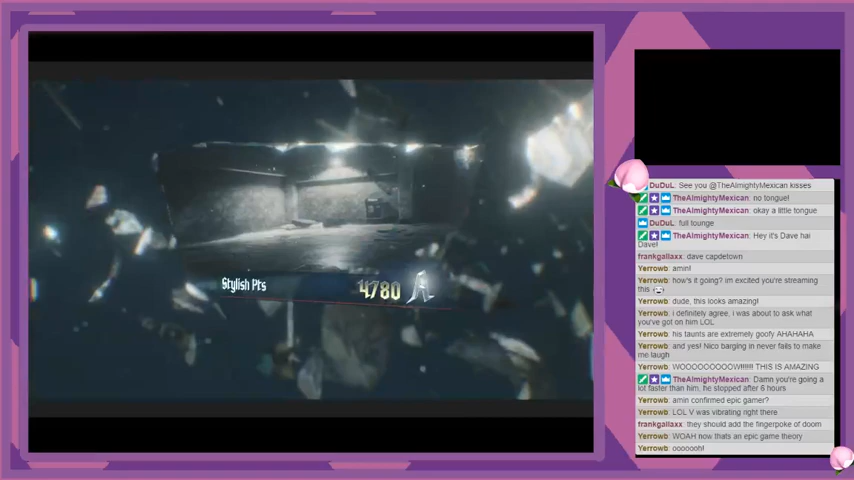 Stylish Pts
4780 A
DuDuL: See you @TheAlmightyMexican kisses
TheAlmightyMexican: no tongue!
TheAlmightyMexican: okay a little tongue
DuDuL: full tounge
TheAlmightyMexican: Hey it's Dave hai
Dave!
frankgallaxx: dave capdetown
Yerrowb: amin!
Yerrowb: how's it going? im excited you're streaming
this
Yerrowb: dude, this looks amazing!
Yerrowb: i definitely agree, i was about to ask what
you've got on him LOL
Yerrowb: his taunts are extremely goofy AHAHAHA
Yerrowb: and yes! Nico barging in never fails to make
me laugh
Yerrowb: WOOOOOOOOW!!!!!!! THIS IS AMAZING
TheAlmightyMexican: Damn you're going a
lot faster than him, he stopped after 6 hours
Yerrowb: amin confirmed epic gamer?
Yerrowb: LOL V was vibrating right there
frankgallaxx: they should add the fingerpoke of doom
Yerrowb: WOAH now thats an epic game theory
Yerrowb: ooooooh!